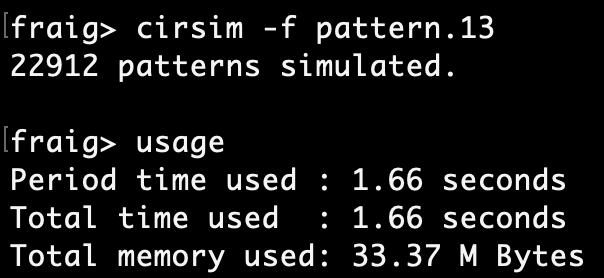 [fraig> cirsim -f pattern.13
22912 patterns simulated.
[fraig> usage
Period time used : 1.66 seconds
Total time used  : 1.66 seconds
Total memory used: 33.37 M Bytes